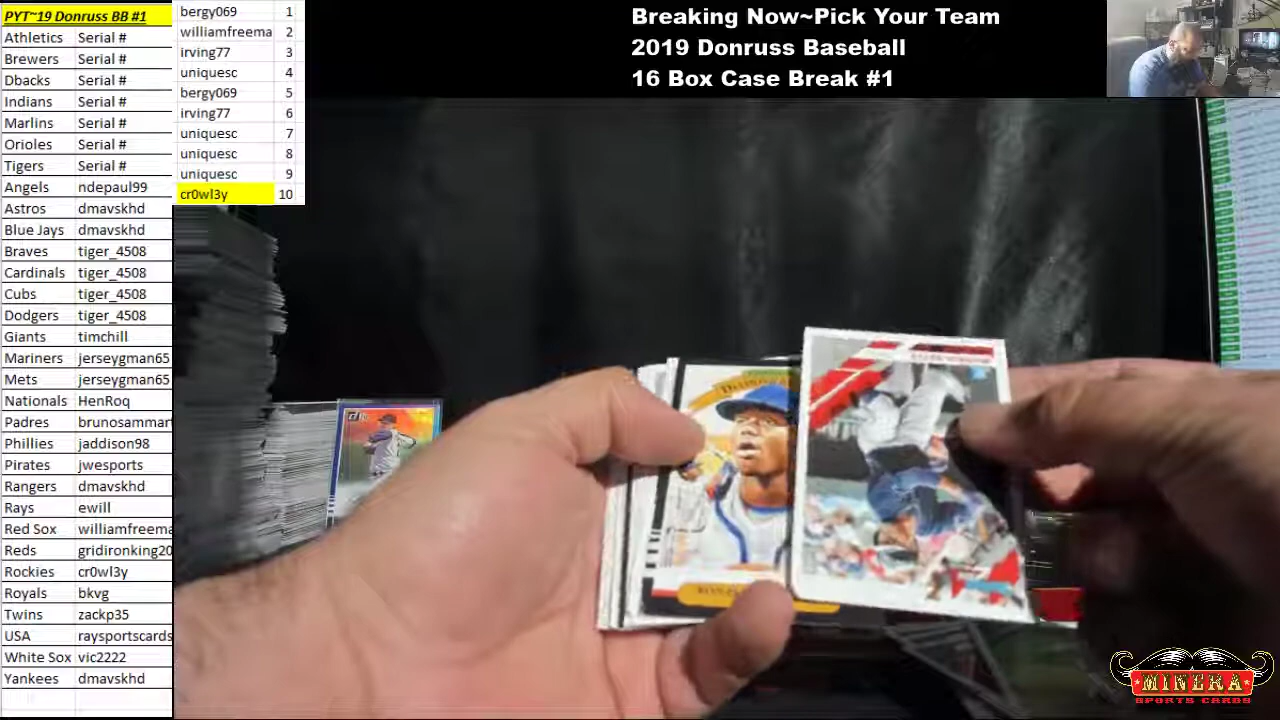 PYT~19 Donruss BB #1
Athletics Serial #
Brewers Serial #
Dbacks Serial #
Indians Serial #
Marlins Serial #
Orioles Serial #
Tigers Serial #
Angels ndepaul99
Astros dmavskhd
Blue Jays dmavskhd
Braves tiger_4508
Cardinals tiger_4508
Cubs tiger_4508
Dodgers tiger_4508
Giants timchill
Mariners jerseygman65
Mets jerseygman65
Nationals HenRoq
Padres brunosammar
Phillies jaddison98
Pirates jwesports
Rangers dmavskhd
Rays ewill
Red Sox williamfreema
Reds gridironking20
Rockies cr0wl3y
Royals bkvg
Twins zackp35
USA raysportscards
White Sox vic2222
Yankees dmavskhd
bergy069 1
williamfreema 2
irving77 3
uniquesc 4
bergy069 5
irving77 6
uniquesc 7
uniquesc 8
uniquesc 9
cr0wl3y 10
Breaking Now~Pick Your Team
2019 Donruss Baseball
16 Box Case Break #1
MINERA
SPORTS CARDS